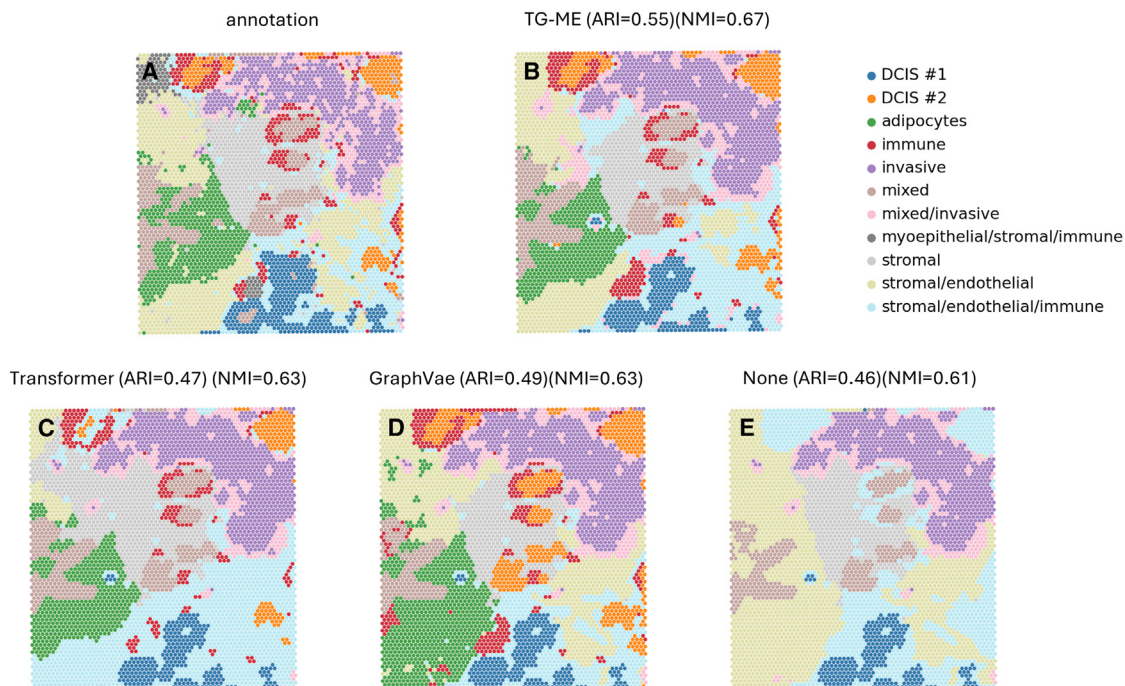 annotation
TG-ME (ARI=0.55)(NMI=0.67)
A
B
DCIS #1
DCIS #2
adipocytes
immune
invasive
mixed
mixed/invasive
myoepithelial/stromal/immune
stromal
stromal/endothelial
stromal/endothelial/immune
Transformer (ARI=0.47) (NMI=0.63)
GraphVae (ARI=0.49)(NMI=0.63)
None (ARI=0.46)(NMI=0.61)
C
D
E